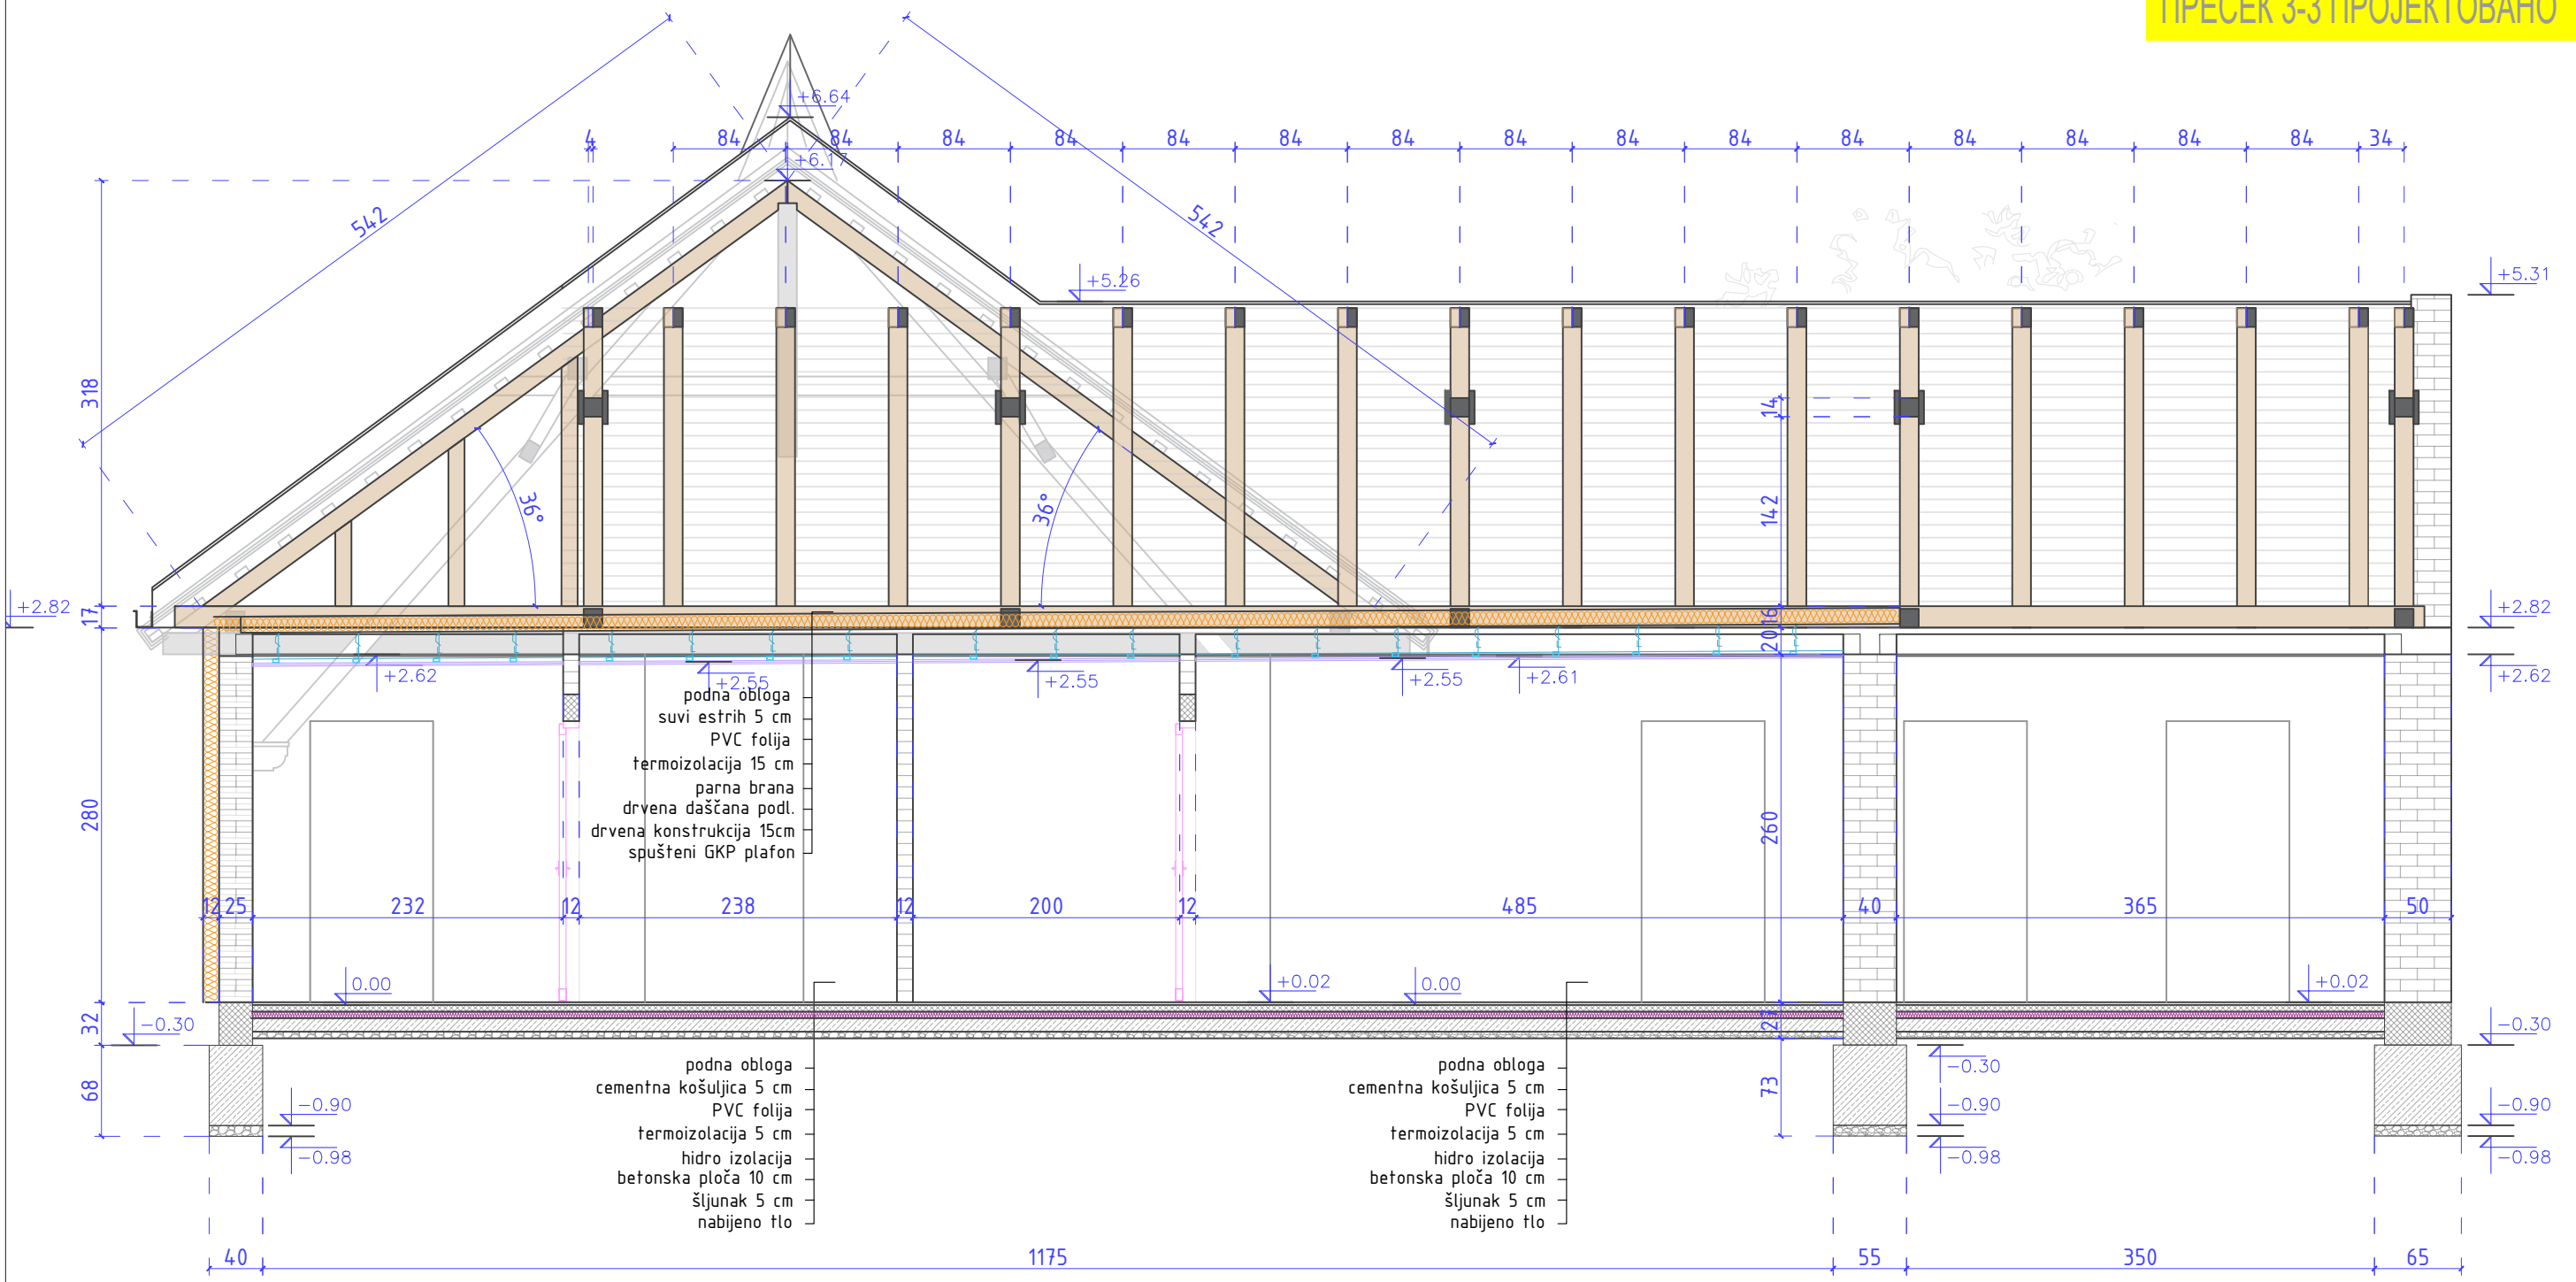 ПРЕСЕК 3-3 ПРОЈЕКТОВАНО
+6.64
4 84 84 84 84 84 84 84 84 84 84 84 84 84 84 84 34
+6.17
542
542
+5.26
+5.31
318
14
36°
36°
142
+2.82
17
16
+2.82
20
+2.62
+2.55
+2.55
+2.55
+2.61
+2.62
podna obloga
suvi estrih 5 cm
PVC folija
termoizolacija 15 cm
parna brana
drvena daščana podl.
drvena konstrukcija 15cm
spušteni GKP plafon
280
260
12 25 232 12 238 12 200 12 485 40 365 50
0.00
+0.02
0.00
+0.02
32
-0.30
27
-0.30
-0.30
68
73
-0.90
-0.90
-0.90
-0.98
-0.98
-0.98
podna obloga
cementna košuljica 5 cm
PVC folija
termoizolacija 5 cm
hidro izolacija
betonska ploča 10 cm
šljunak 5 cm
nabijeno tlo
podna obloga
cementna košuljica 5 cm
PVC folija
termoizolacija 5 cm
hidro izolacija
betonska ploča 10 cm
šljunak 5 cm
nabijeno tlo
40 1175 55 350 65